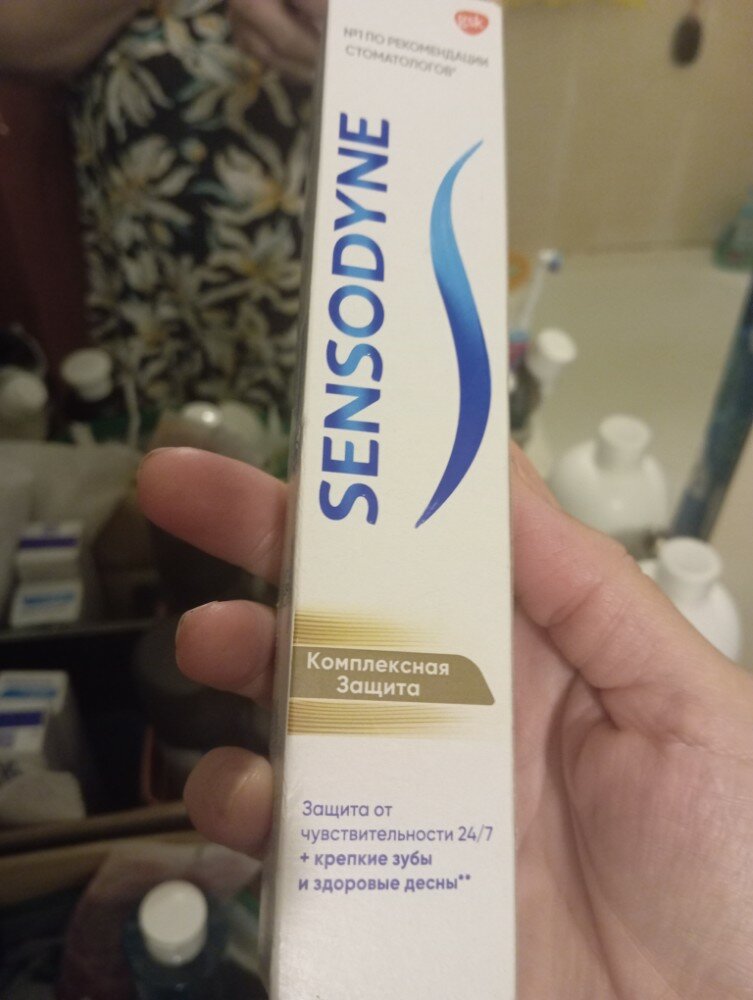 gsk
№1 ПО РЕКОМЕНДАЦИИ
СТОМАТОЛОГОВ*
SENSODYNE
Комплексная
Защита
Защита от
чувствительности 24/7
+ крепкие зубы
и здоровые десны**